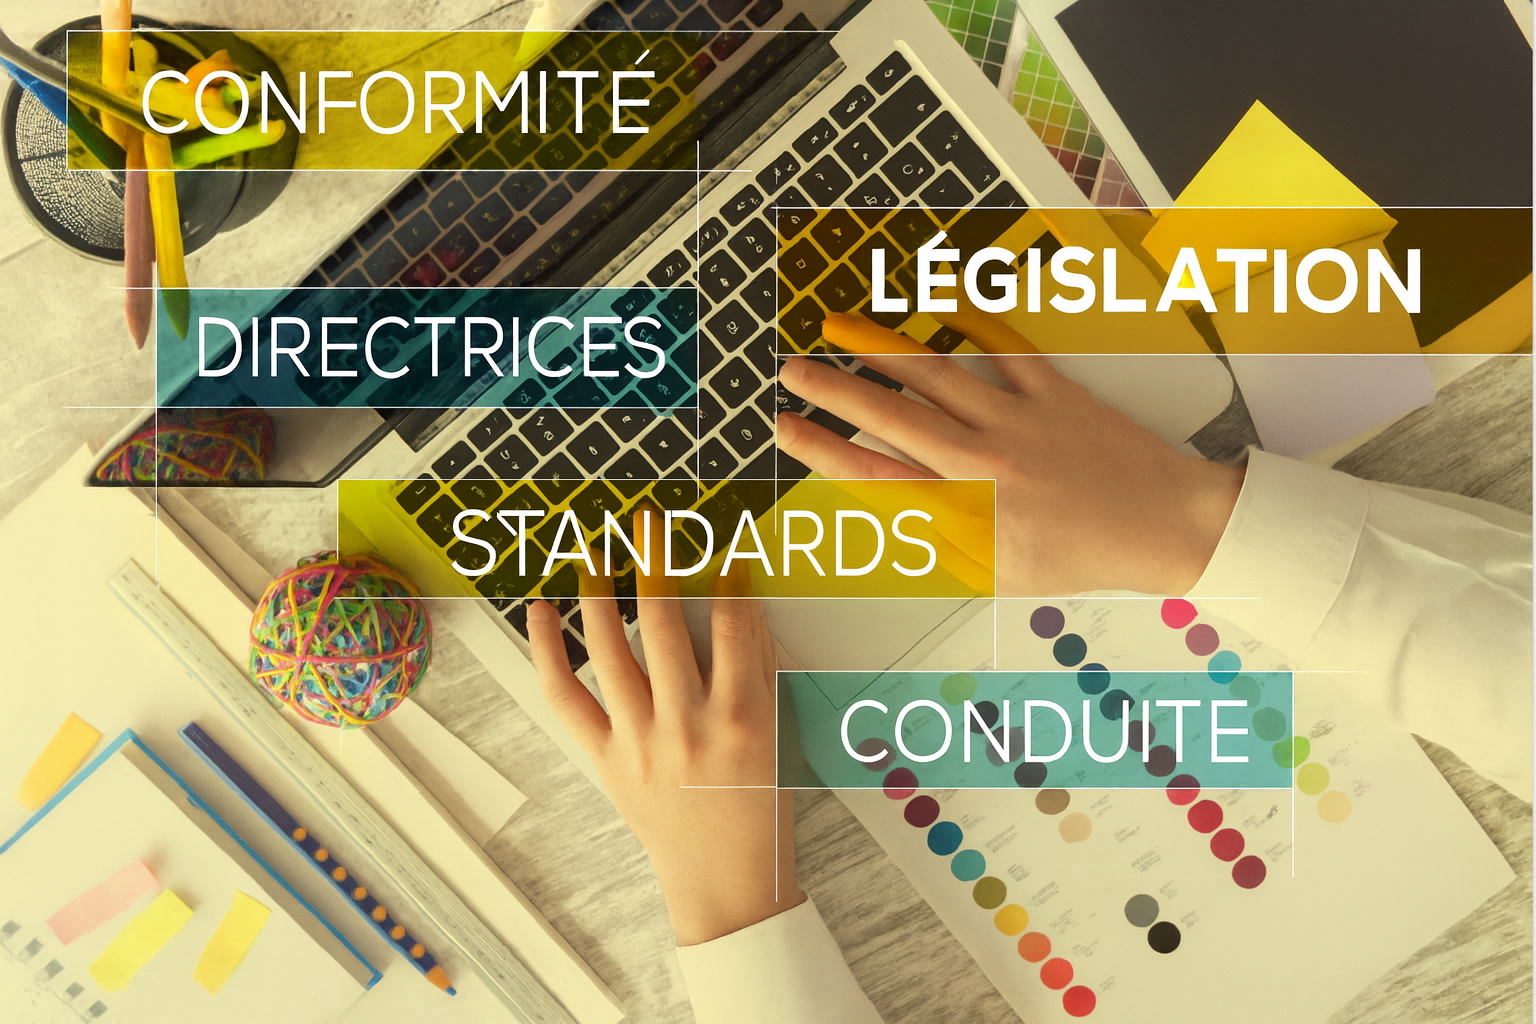 CONFORMITÉ
LÉGISLATION
DIRECTRICES
STANDARDS
CONDUITE